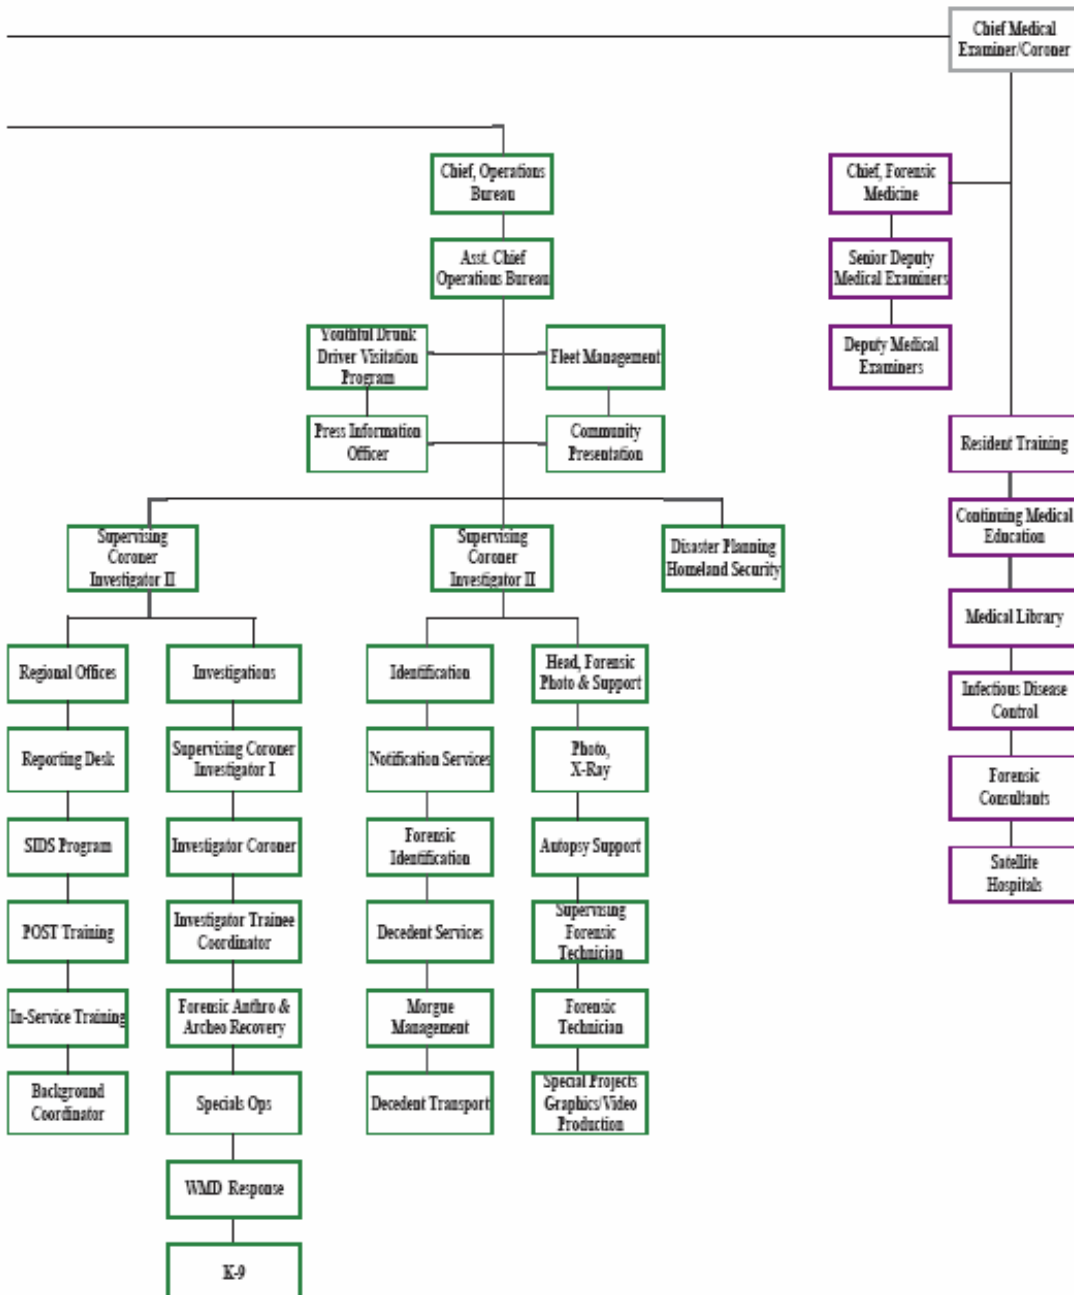 Chief Medical
Examiner/Coroner
Chief, Operations
Bureau
Chief, Forensic
Medicine
Asst. Chief
Operations Bureau
Senior Deputy
Medical Examiners
Youthful Drunk
Driver Visitation
Program
Fleet Management
Deputy Medical
Examiners
Press Information
Officer
Community
Presentation
Resident Training
Continuing Medical
Education
Supervising
Coroner
Investigator II
Supervising
Coroner
Investigator II
Disaster Planning
Homeland Security
Medical Library
Regional Offices
Investigations
Identification
Head, Forensic
Photo & Support
Infectious Disease
Control
Reporting Desk
Supervising Coroner
Investigator I
Notification Services
Photo,
X-Ray
Forensic
Consultants
SIDS Program
Investigator Coroner
Forensic
Identification
Autopsy Support
Satellite
Hospitals
POST Training
Investigator Trainee
Coordinator
Decedent Services
Supervising
Forensic
Technician
In-Service Training
Forensic Anthro &
Archeo Recovery
Morgue
Management
Forensic
Technician
Background
Coordinator
Specials Ops
Decedent Transport
Special Projects
Graphics/Video
Production
WMD Response
K-9